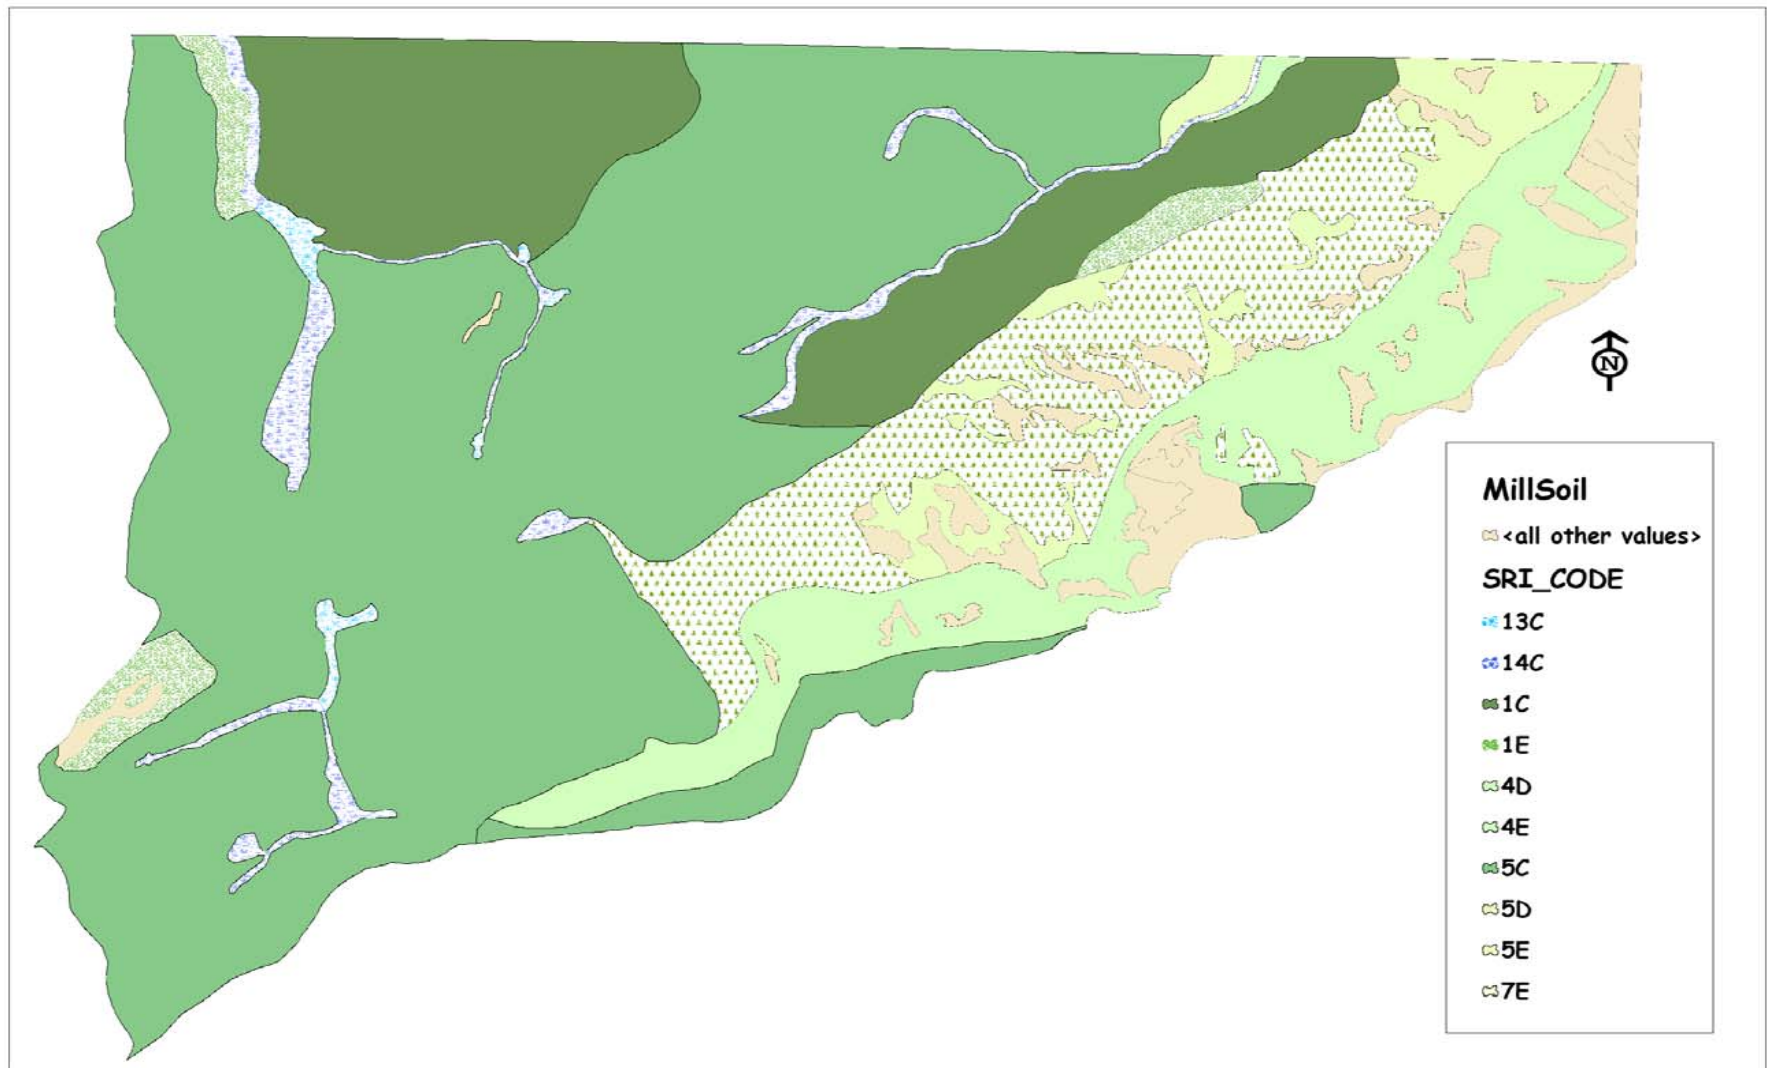 N
MillSoil
<all other values>
SRI_CODE
13C
14C
1C
1E
4D
4E
5C
5D
5E
7E